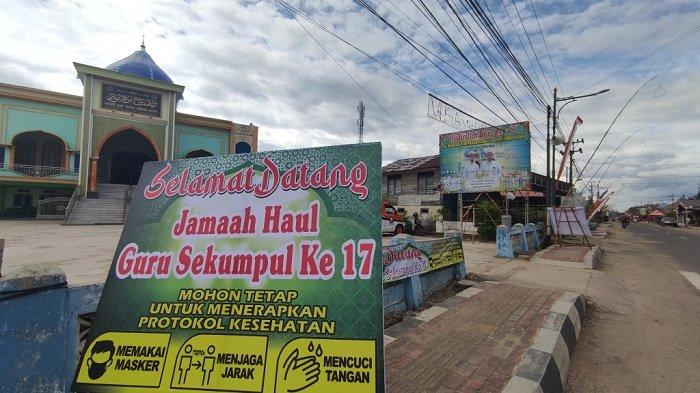 Selamat Datang
Jamaah Haul
Guru Sekumpul Ke 17
MOHON TETAP
UNTUK MENERAPKAN
PROTOKOL KESEHATAN
MEMAKAI
MASKER
MENJAGA
JARAK
MENCUCI
TANGAN